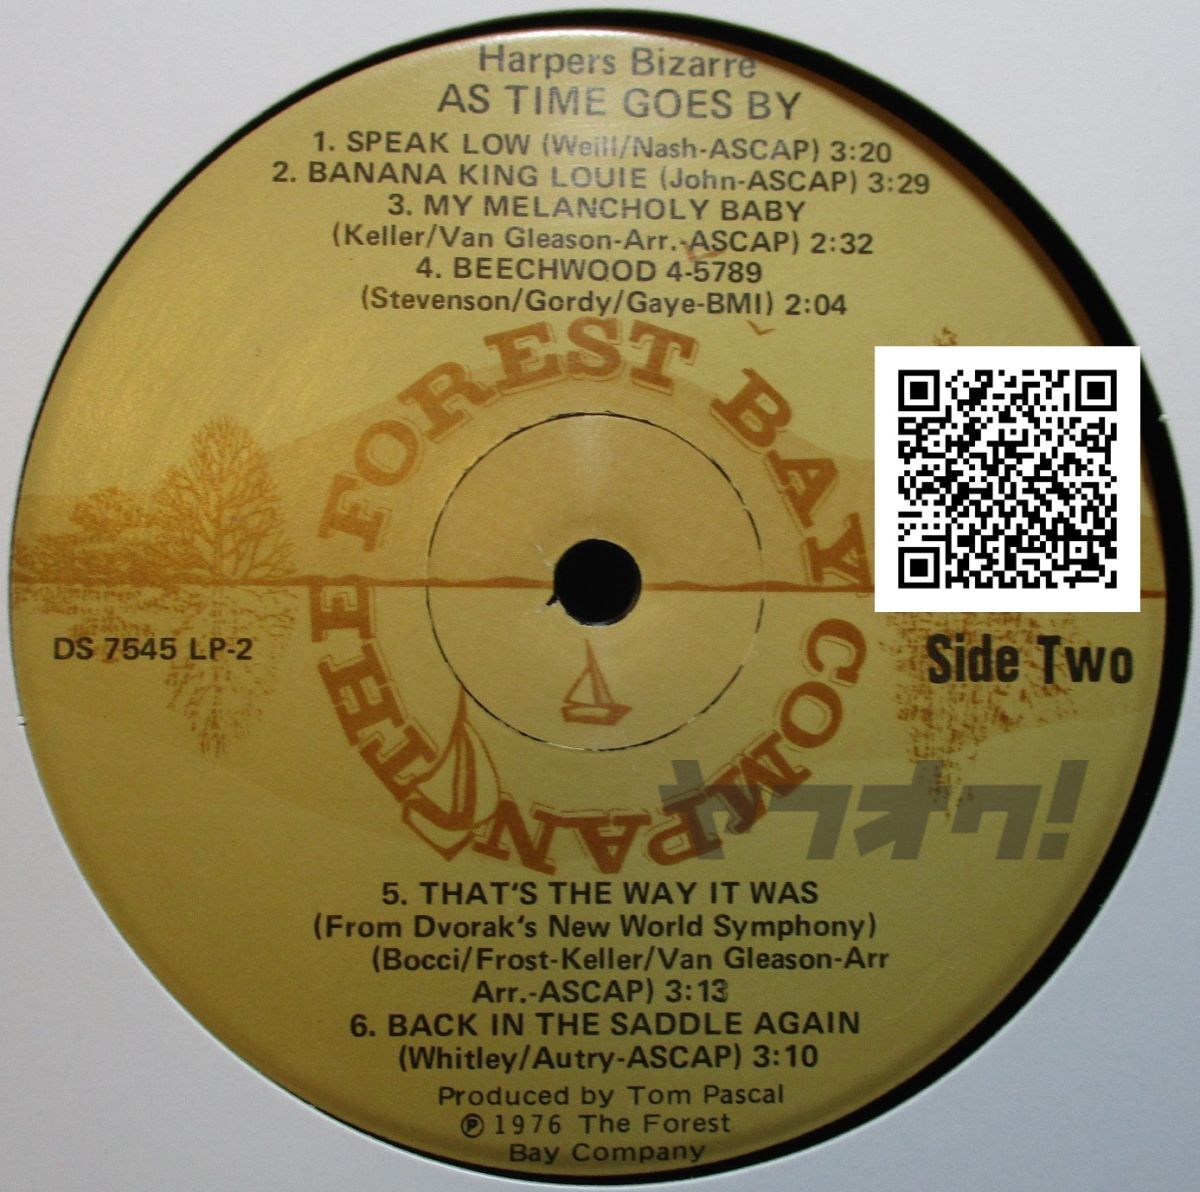 Harpers Bizarre
AS TIME GOES BY
1. SPEAK LOW (Weill/Nash-ASCAP) 3:20
2. BANANA KING LOUIE (John-ASCAP) 3:29
3. MY MELANCHOLY BABY
(Keller/Van Gleason-Arr.-ASCAP) 2:32
4. BEECHWOOD 4-5789
(Stevenson/Gordy/Gaye-BMI) 2:04
THE FOREST BAY COMPANY
DS 7545 LP-2
Side Two
ヤフオク!
5. THAT'S THE WAY IT WAS
(From Dvorak's New World Symphony)
(Bocci/Frost-Keller/Van Gleason-Arr
Arr.-ASCAP) 3:13
6. BACK IN THE SADDLE AGAIN
(Whitley/Autry-ASCAP) 3:10
Produced by Tom Pascal
℗ 1976 The Forest
Bay Company